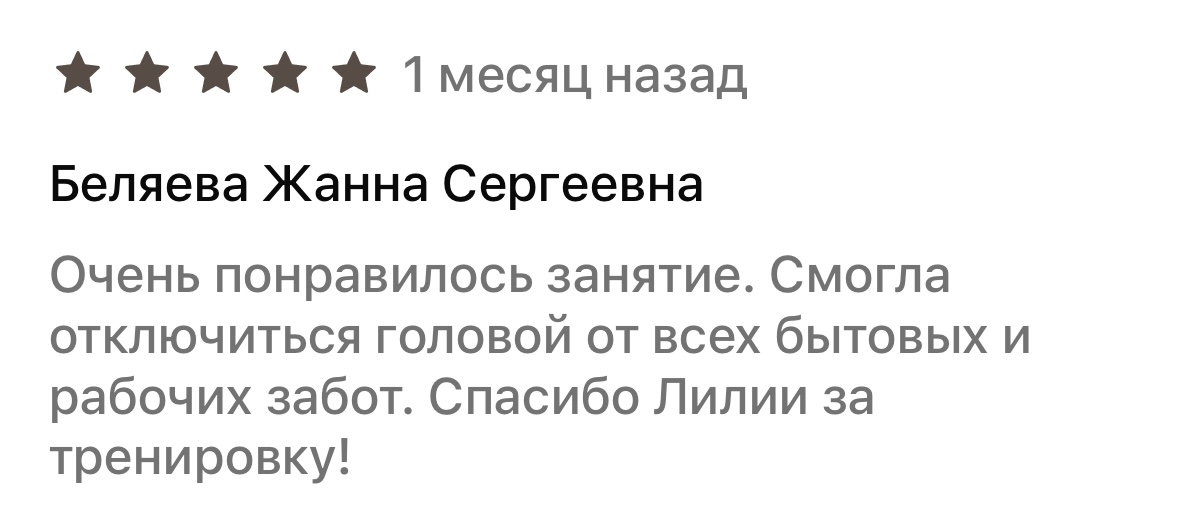 1 месяц назад
Беляева Жанна Сергеевна
Очень понравилось занятие. Смогла
отключиться головой от всех бытовых и
рабочих забот. Спасибо Лилии за
тренировку!